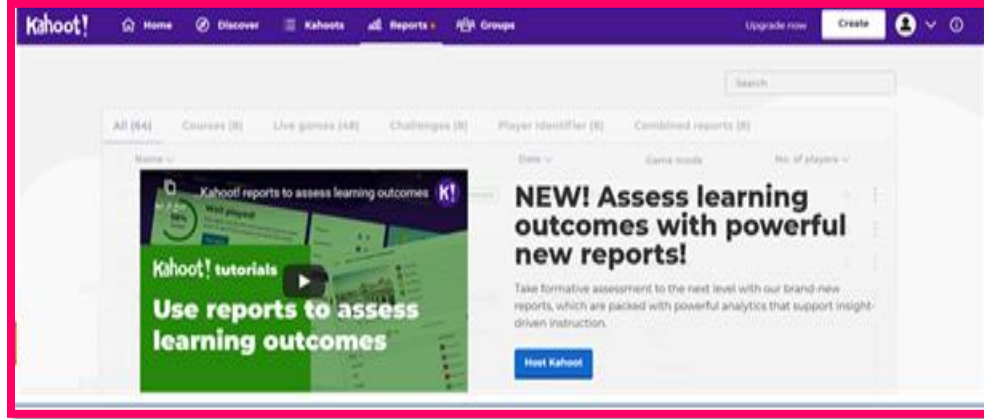 Kahoot! Home Discover Kahoots Reports Groups Upgrade now Create
Search
All (64) Courses (8) Live games (48) Challenges (8) Player Identifier (8) Combined reports (8)
Name Date Game mode No. of players
Kahoot! reports to assess learning outcomes K!
Well played!
98%
Kahoot! tutorials
Use reports to assess
learning outcomes
NEW! Assess learning
outcomes with powerful
new reports!
Take formative assessment to the next level with our brand-new
reports, which are packed with powerful analytics that support insight-
driven instruction.
Host Kahoot